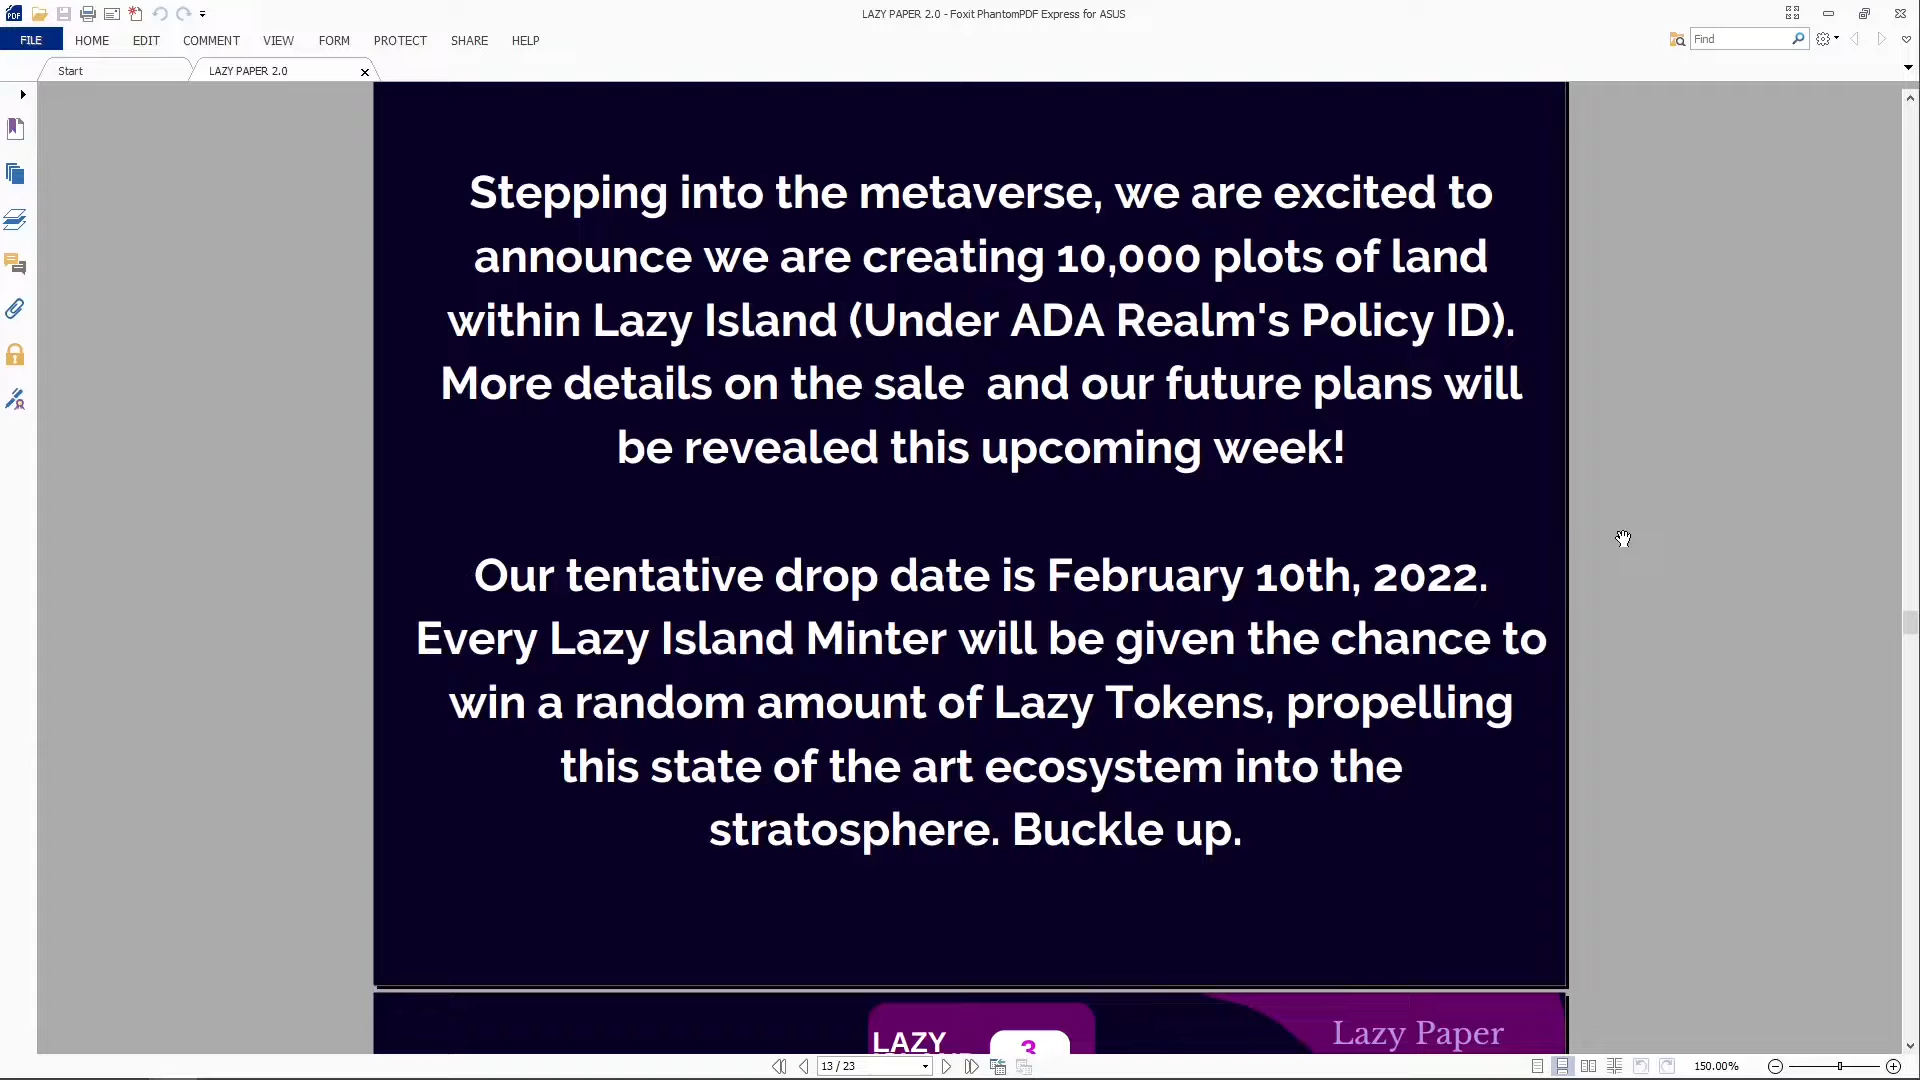 LAZY PAPER 2.0 - Foxit PhantomPDF Express for ASUS
FILE HOME EDIT COMMENT VIEW FORM PROTECT SHARE HELP
Find
Start
LAZY PAPER 2.0
Stepping into the metaverse, we are excited to
announce we are creating 10,000 plots of land
within Lazy Island (Under ADA Realm's Policy ID).
More details on the sale  and our future plans will
be revealed this upcoming week!
Our tentative drop date is February 10th, 2022.
Every Lazy Island Minter will be given the chance to
win a random amount of Lazy Tokens, propelling
this state of the art ecosystem into the
stratosphere. Buckle up.
LAZY
3
Lazy Paper
13 / 23
150.00%